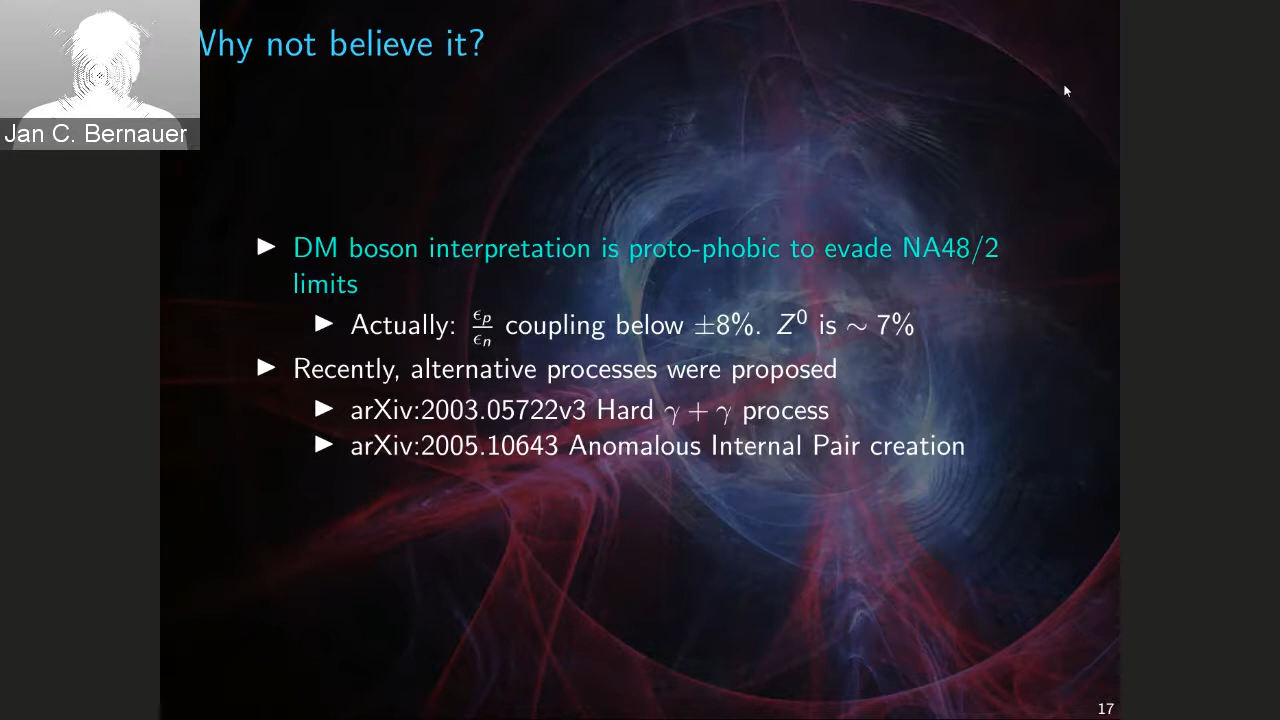 Why not believe it?
Jan C. Bernauer
▶ DM boson interpretation is proto-phobic to evade NA48/2
limits
▶ Actually: ϵp/ϵn coupling below ±8%. Z⁰ is ∼ 7%
▶ Recently, alternative processes were proposed
▶ arXiv:2003.05722v3 Hard γ + γ process
▶ arXiv:2005.10643 Anomalous Internal Pair creation
17